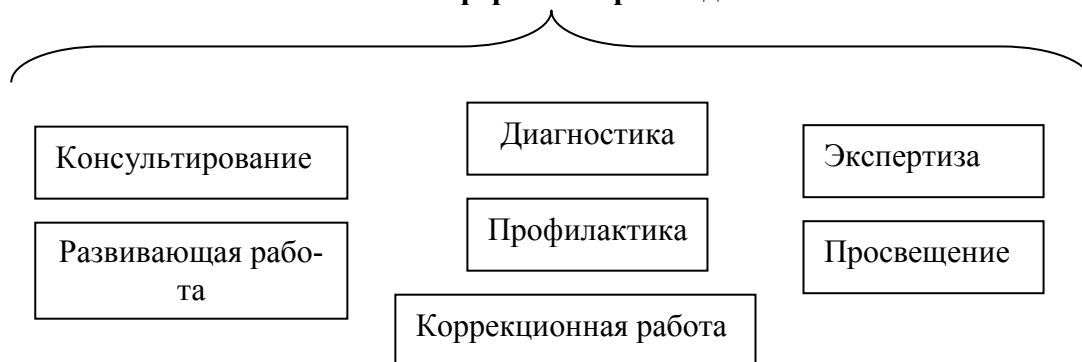 Консультирование
Диагностика
Экспертиза
Развивающая рабо-
та
Профилактика
Просвещение
Коррекционная работа